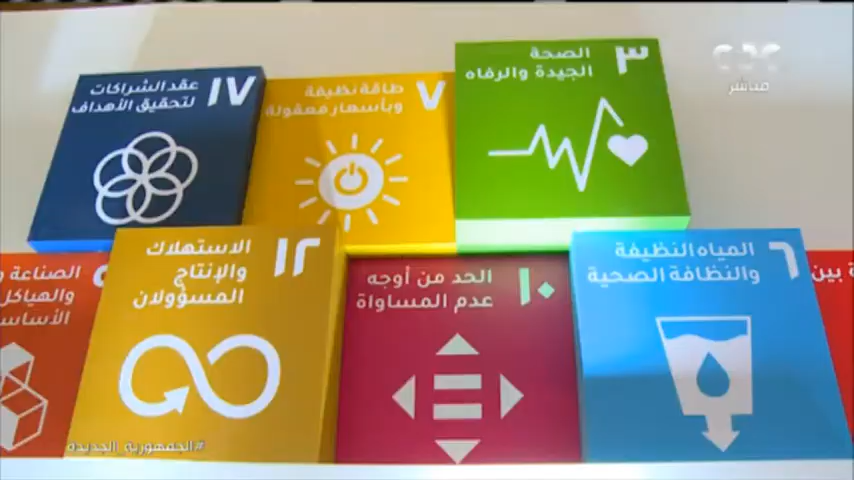 CBC
مباشر
٣
الصحة
الجيدة والرفاه
٧
طاقة نظيفة
وبأسعار معقولة
١٧
عقد الشراكات
لتحقيق الأهداف
بين
٦
المياه النظيفة
والنظافة الصحية
١٠
الحد من أوجه
عدم المساواة
١٢
الاستهلاك
والإنتاج
المسؤولان
الصناعة
والهياكل
#الجمهورية_الجديدة